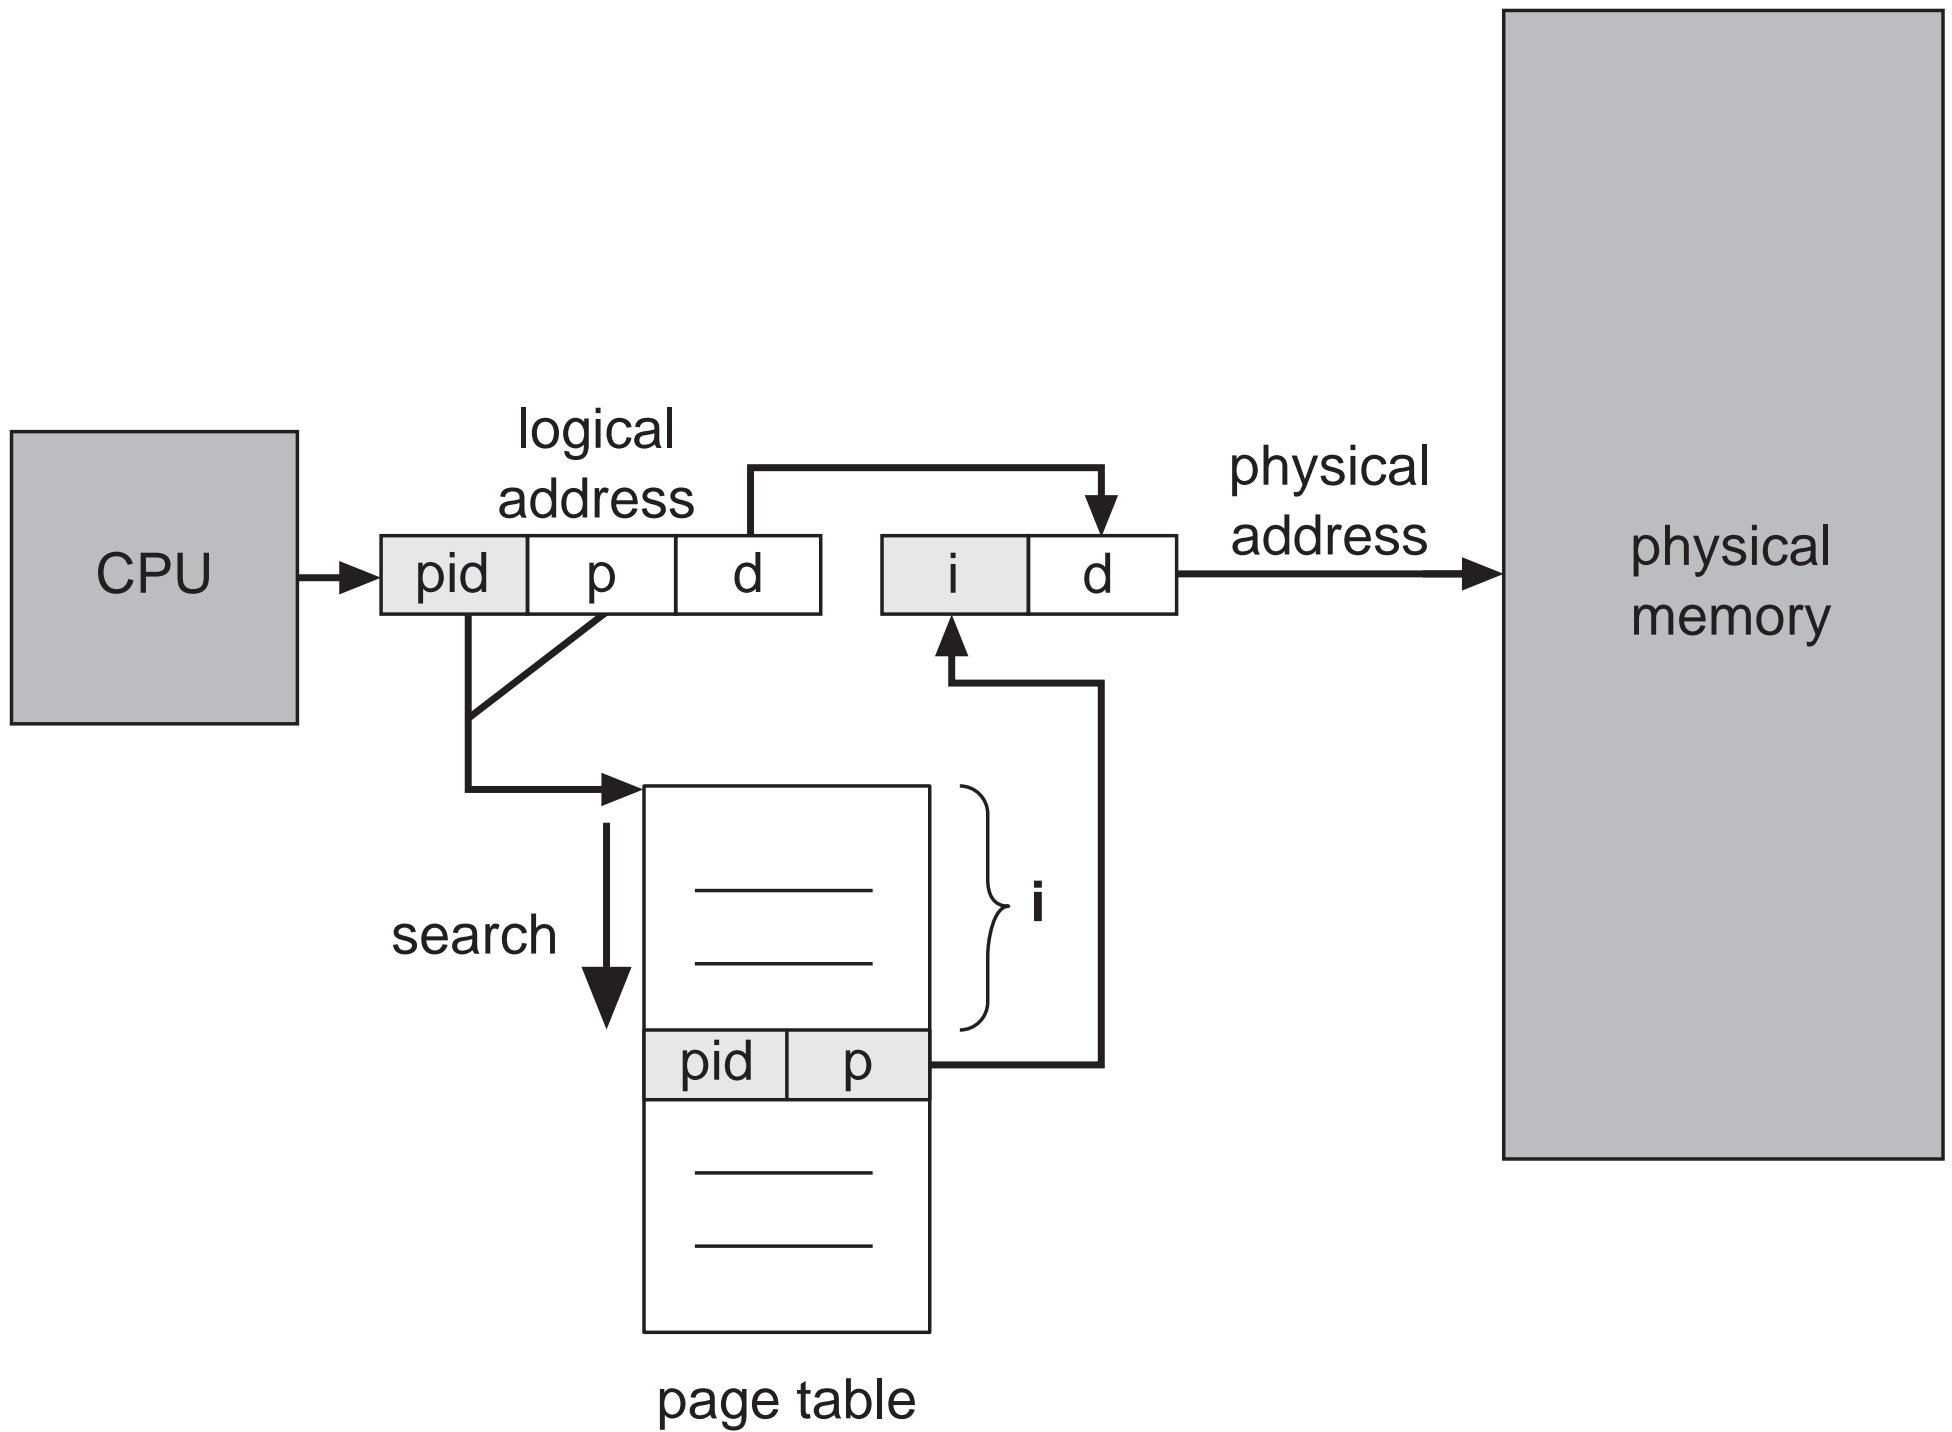 logical
address
physical
address
CPU
pid
p
d
i
d
physical
memory
search
i
pid
p
page table